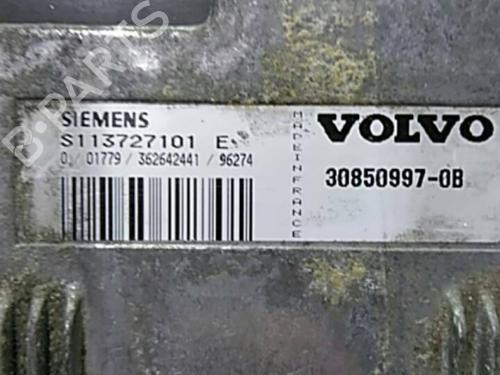 B-PARTS
SIEMENS
S113727101 E
0 / 01779 / 362642441 / 96274
MADE IN FRANCE
VOLVO
30850997-0B